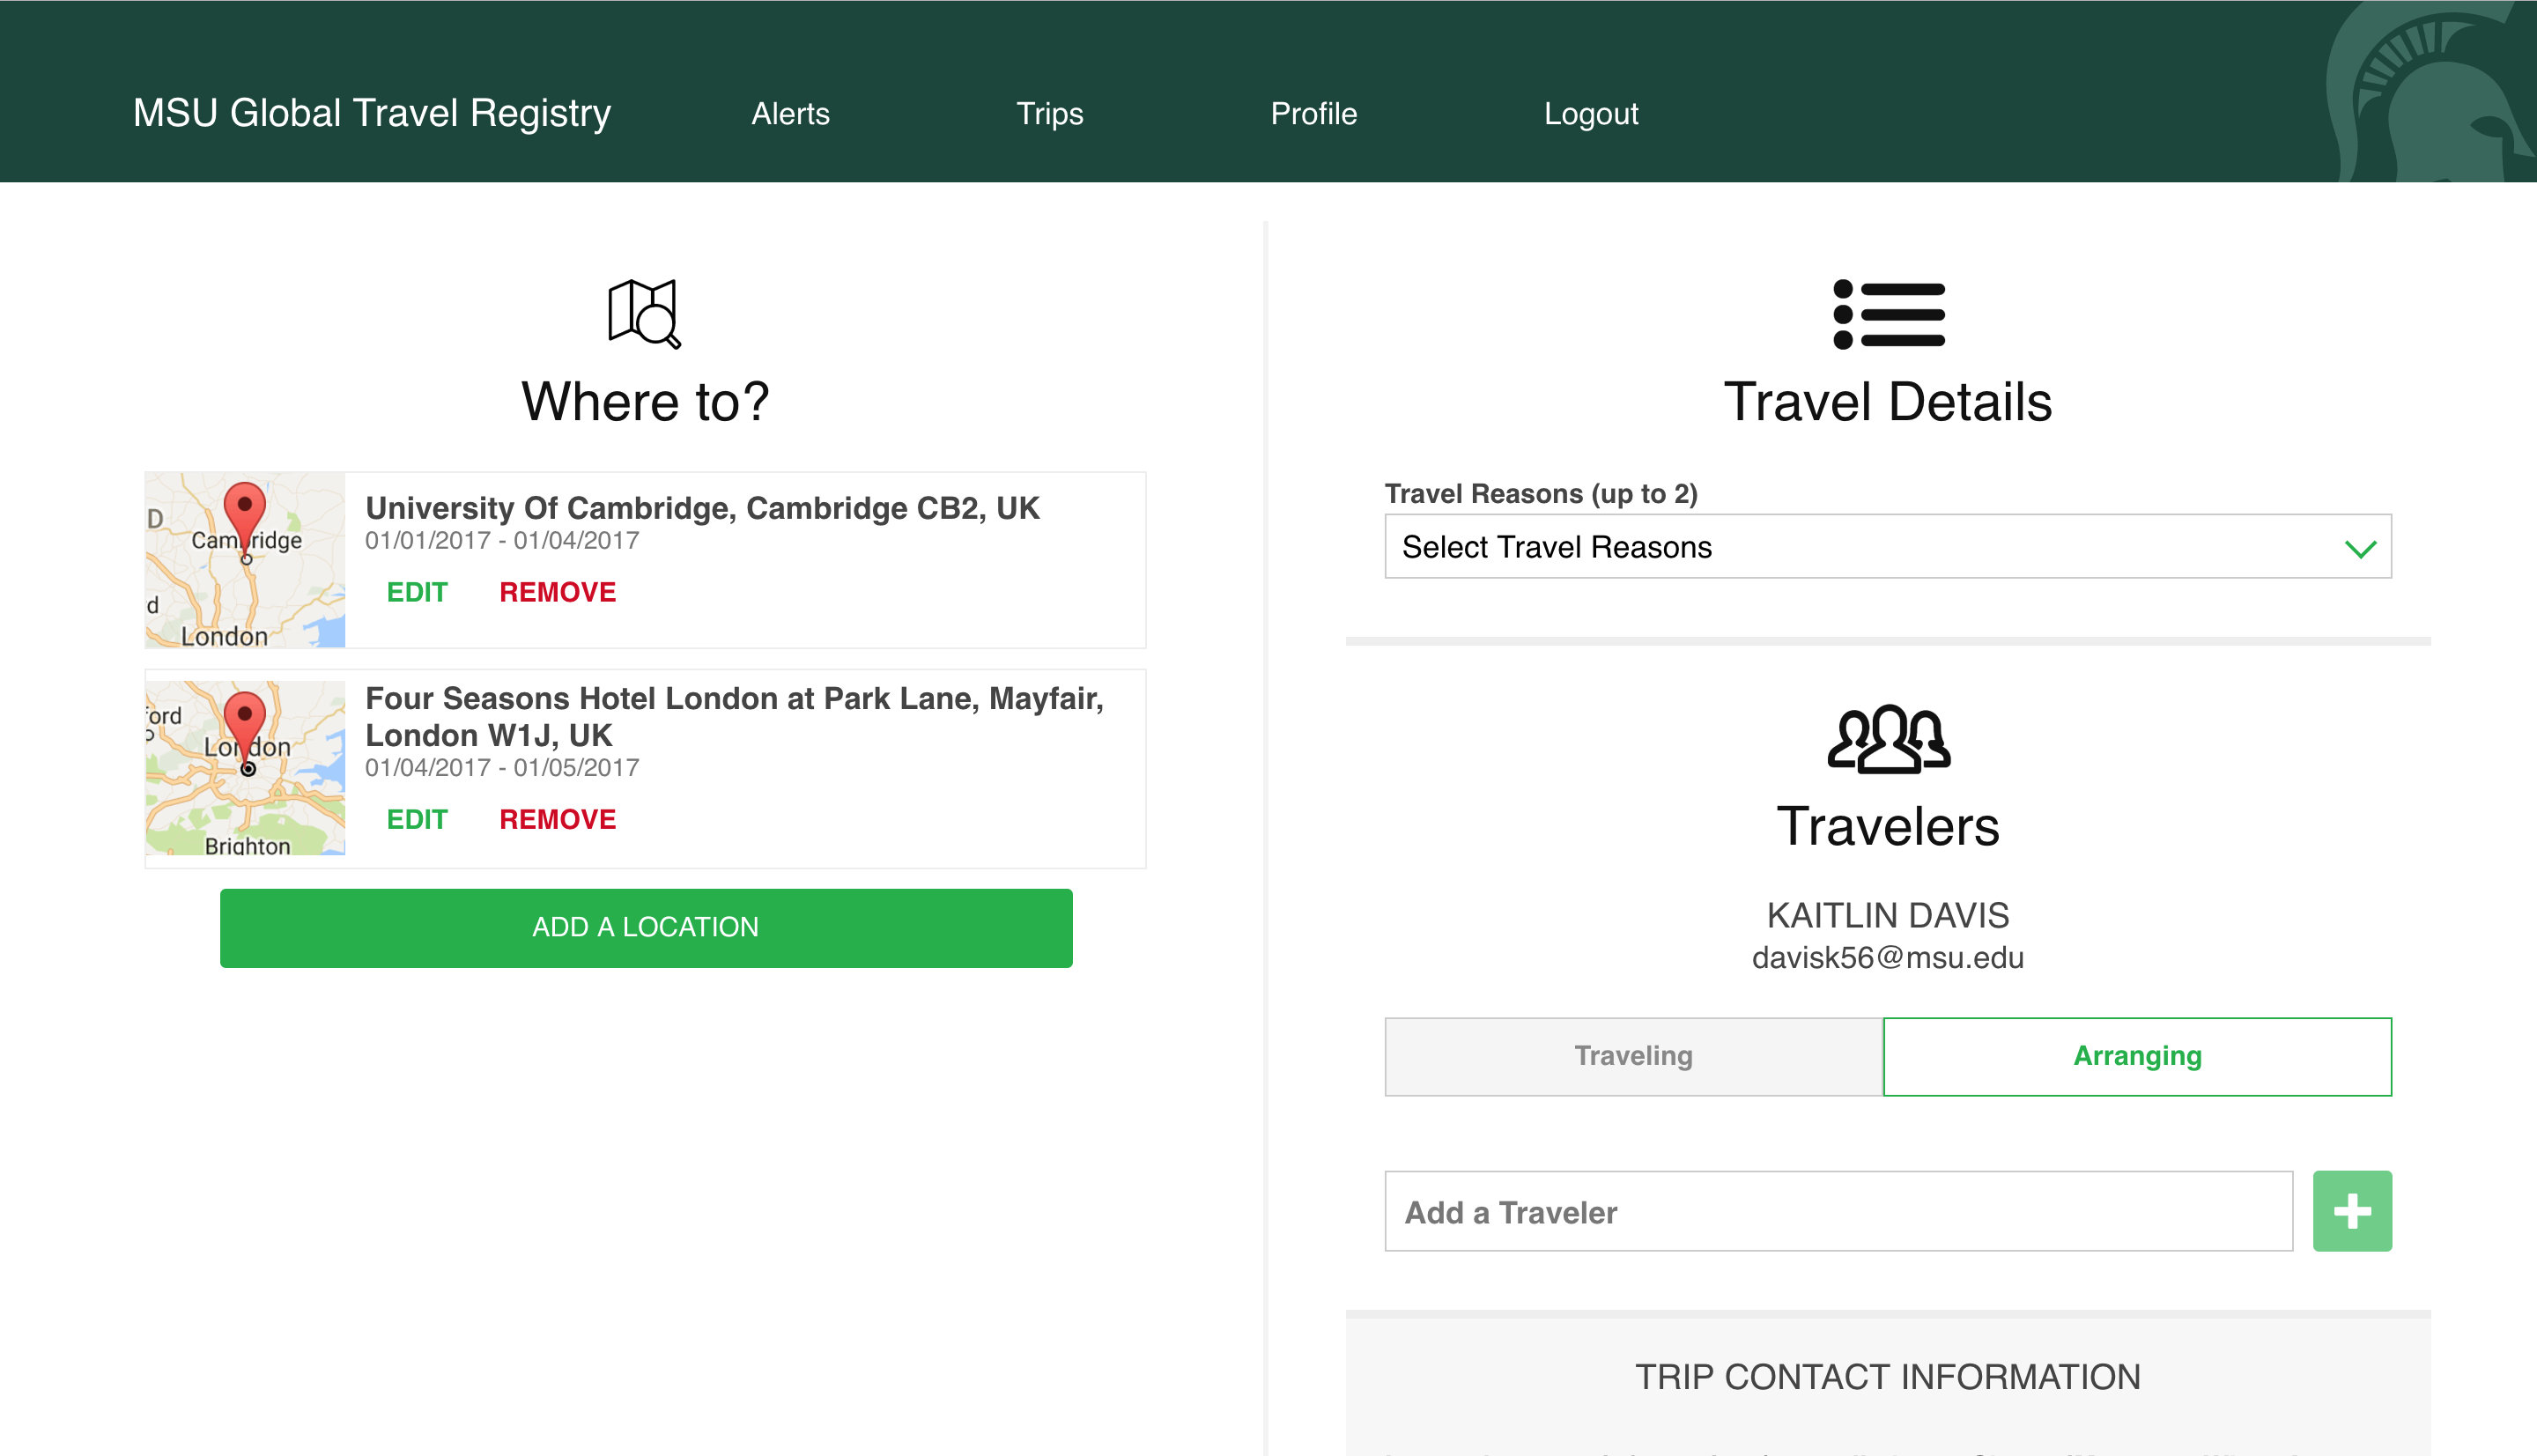 MSU Global Travel Registry
Alerts
Trips
Profile
Logout
Where to?
D
Cambridge
d
London
University Of Cambridge, Cambridge CB2, UK
01/01/2017 - 01/04/2017
EDIT
REMOVE
ford
London
Brighton
Four Seasons Hotel London at Park Lane, Mayfair,
London W1J, UK
01/04/2017 - 01/05/2017
EDIT
REMOVE
ADD A LOCATION
Travel Details
Travel Reasons (up to 2)
Select Travel Reasons
Travelers
KAITLIN DAVIS
davisk56@msu.edu
Traveling
Arranging
Add a Traveler
TRIP CONTACT INFORMATION